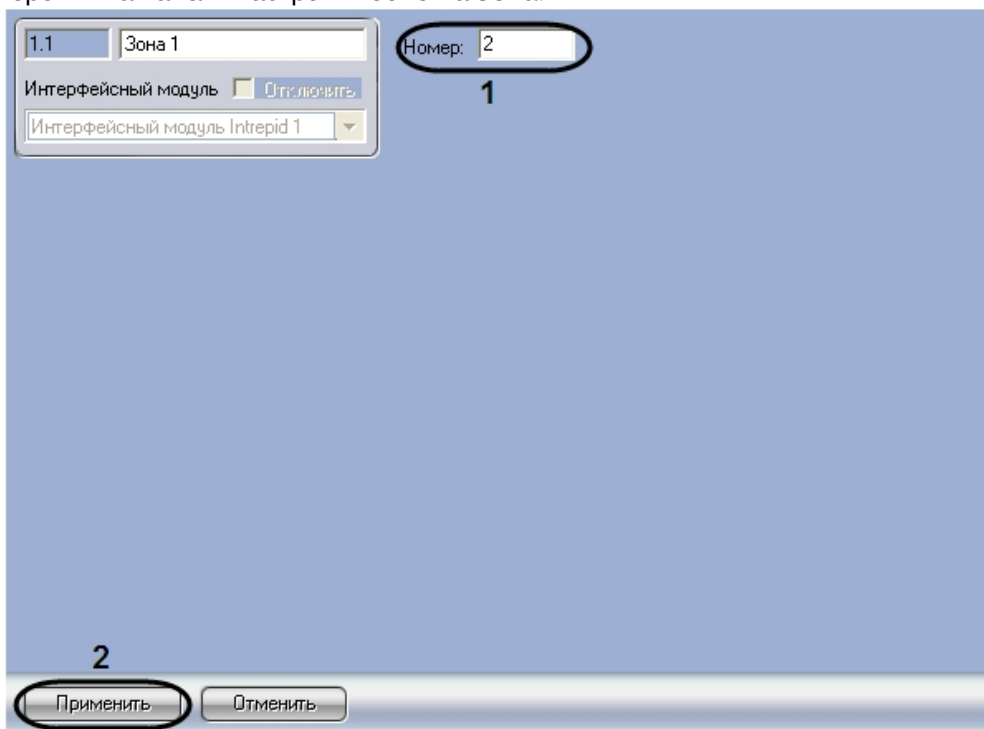 1.1 Зона 1 Номер: 2
1
Интерфейсный модуль Отключить
Интерфейсный модуль Intrepid 1
2
Применить Отменить